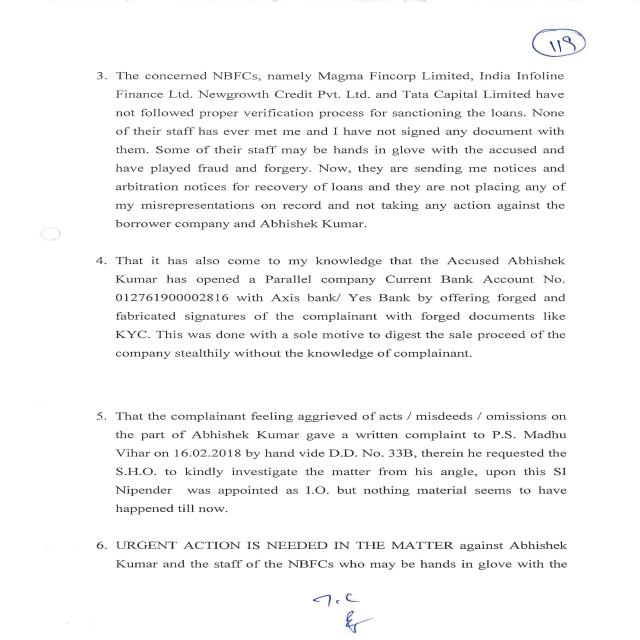 119
3. The concerned NBFCs, namely Magma Fincorp Limited, India Infoline
Finance Ltd. Newgrowth Credit Pvt. Ltd. and Tata Capital Limited have
not followed proper verification process for sanctioning the loans. None
of their staff has ever met me and I have not signed any document with
them. Some of their staff may be hands in glove with the accused and
have played fraud and forgery. Now, they are sending me notices and
arbitration notices for recovery of loans and they are not placing any of
my misrepresentations on record and not taking any action against the
borrower company and Abhishek Kumar.
4. That it has also come to my knowledge that the Accused Abhishek
Kumar has opened a Parallel company Current Bank Account No.
012761900002816 with Axis bank/ Yes Bank by offering forged and
fabricated signatures of the complainant with forged documents like
KYC. This was done with a sole motive to digest the sale proceed of the
company stealthily without the knowledge of complainant.
5. That the complainant feeling aggrieved of acts / misdeeds / omissions on
the part of Abhishek Kumar gave a written complaint to P.S. Madhu
Vihar on 16.02.2018 by hand vide D.D. No. 33B, therein he requested the
S.H.O. to kindly investigate the matter from his angle, upon this SI
Nipender was appointed as I.O. but nothing material seems to have
happened till now.
6. URGENT ACTION IS NEEDED IN THE MATTER against Abhishek
Kumar and the staff of the NBFCs who may be hands in glove with the
T.C